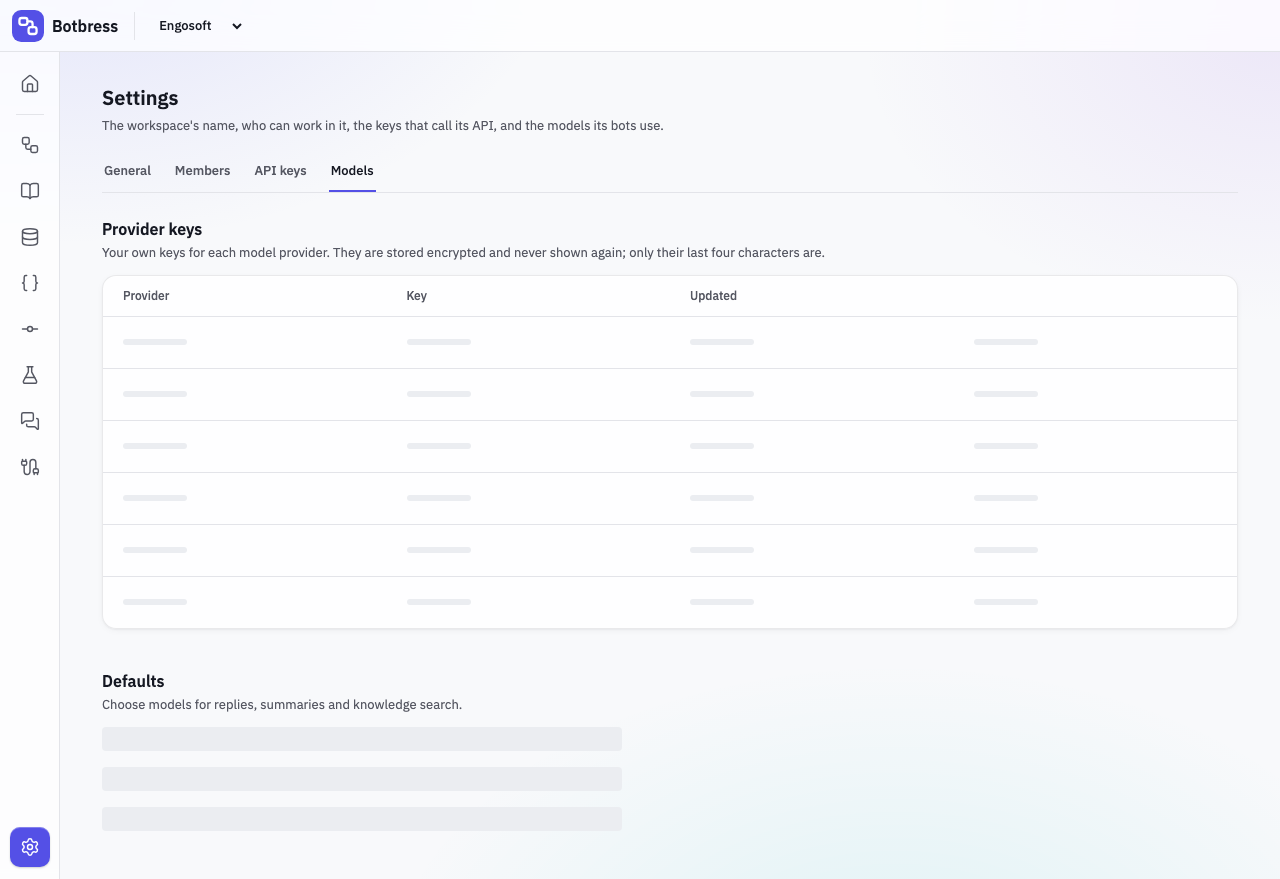 Botbress
Engosoft
Settings
The workspace's name, who can work in it, the keys that call its API, and the models its bots use.
General Members API keys Models
Provider keys
Your own keys for each model provider. They are stored encrypted and never shown again; only their last four characters are.
Provider Key Updated
Defaults
Choose models for replies, summaries and knowledge search.